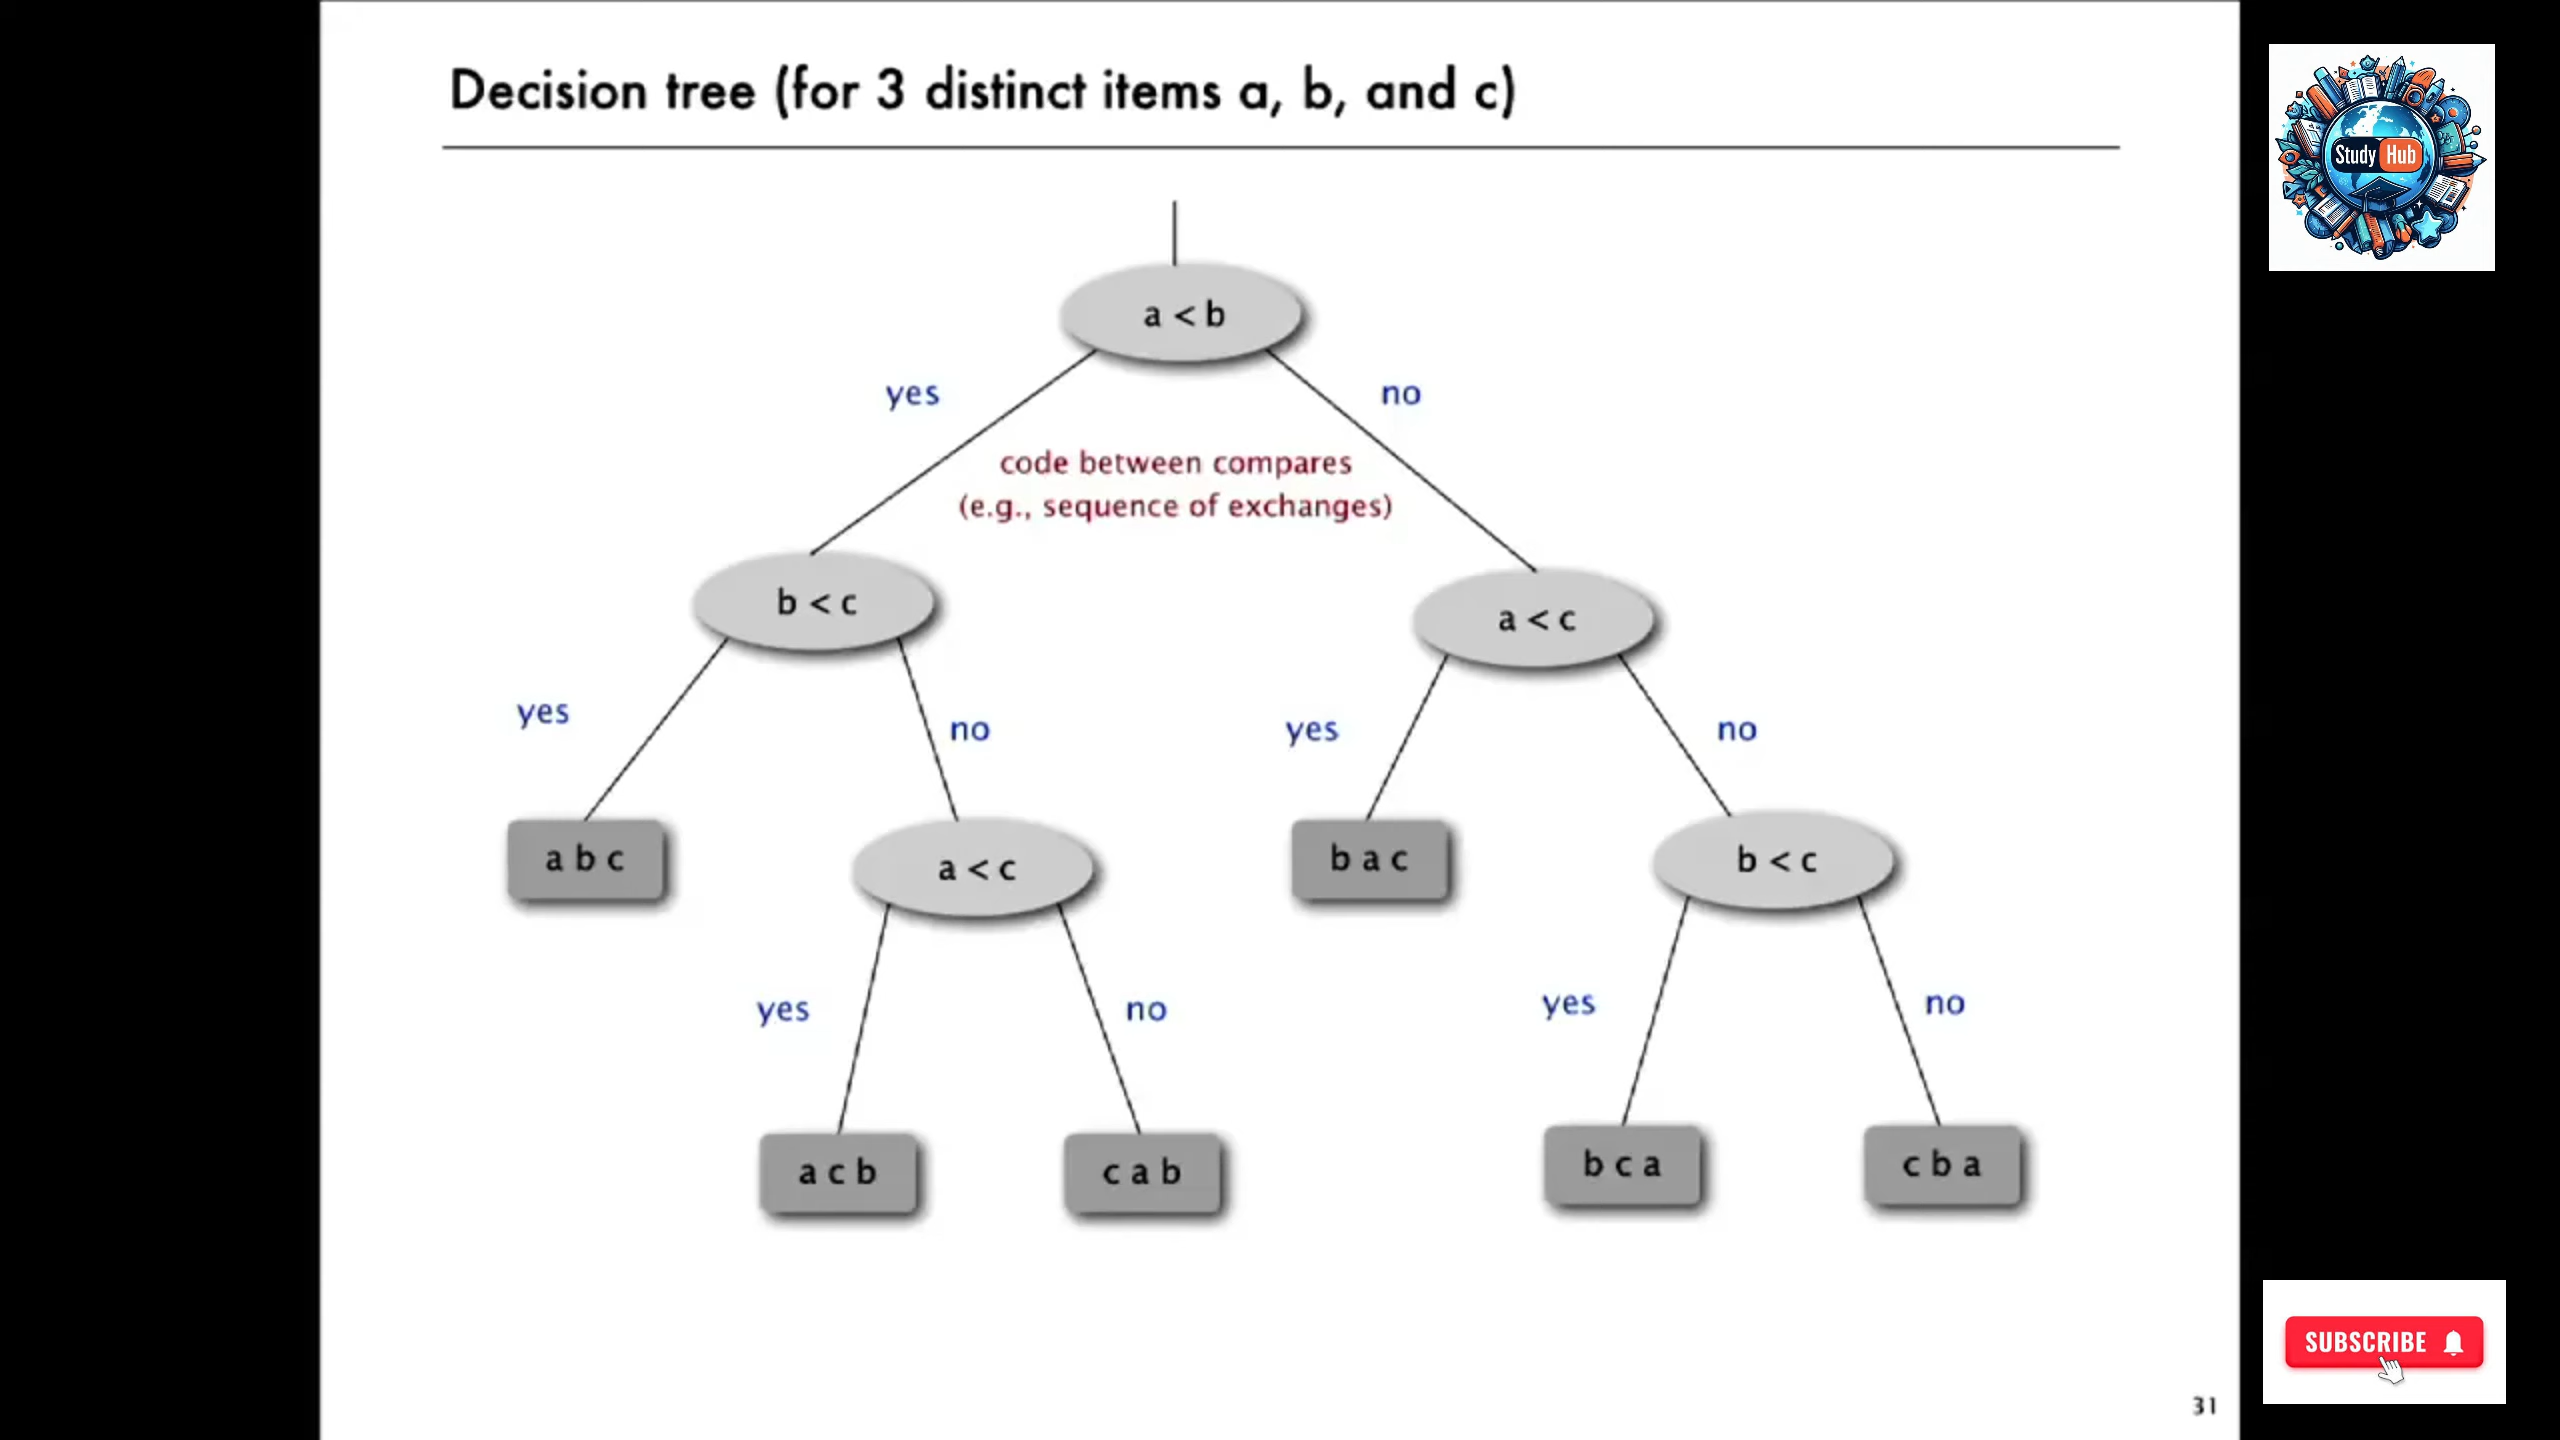 Decision tree (for 3 distinct items a, b, and c)
Study Hub
a < b
yes
no
code between compares
(e.g., sequence of exchanges)
b < c
a < c
yes
no
yes
no
a b c
a < c
b a c
b < c
yes
no
yes
no
a c b
c a b
b c a
c b a
SUBSCRIBE
31